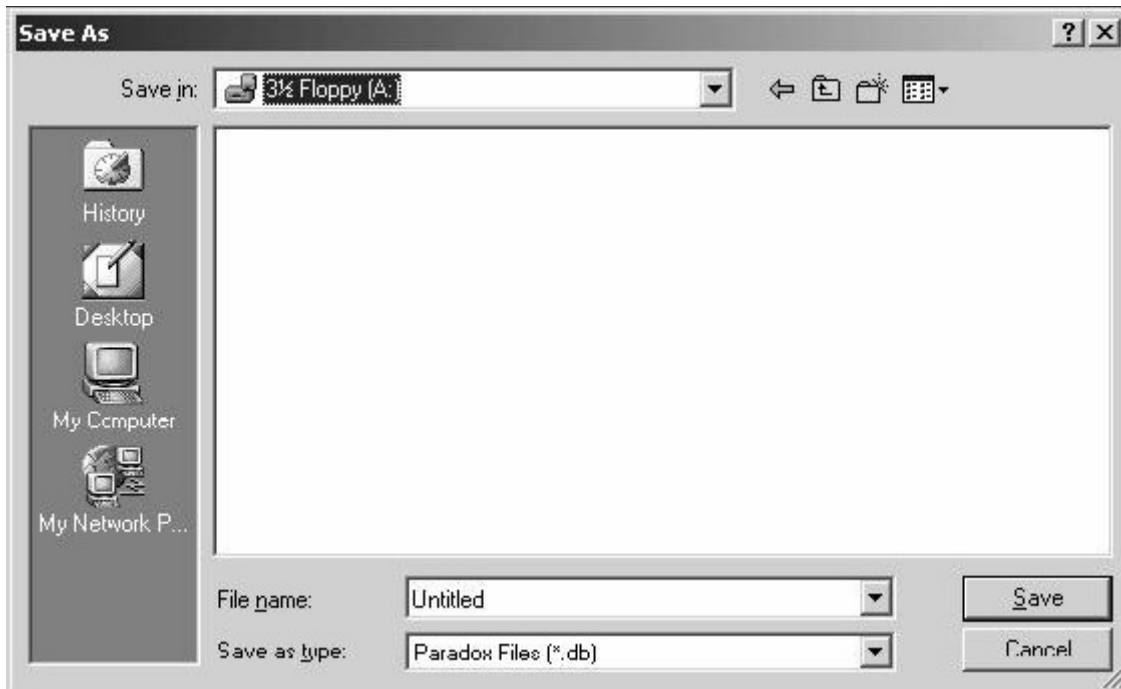 Save As
Save in: 3½ Floppy (A:)
History
Desktop
My Computer
My Network P...
File name: Untitled Save
Save as type: Paradox Files (*.db) Cancel